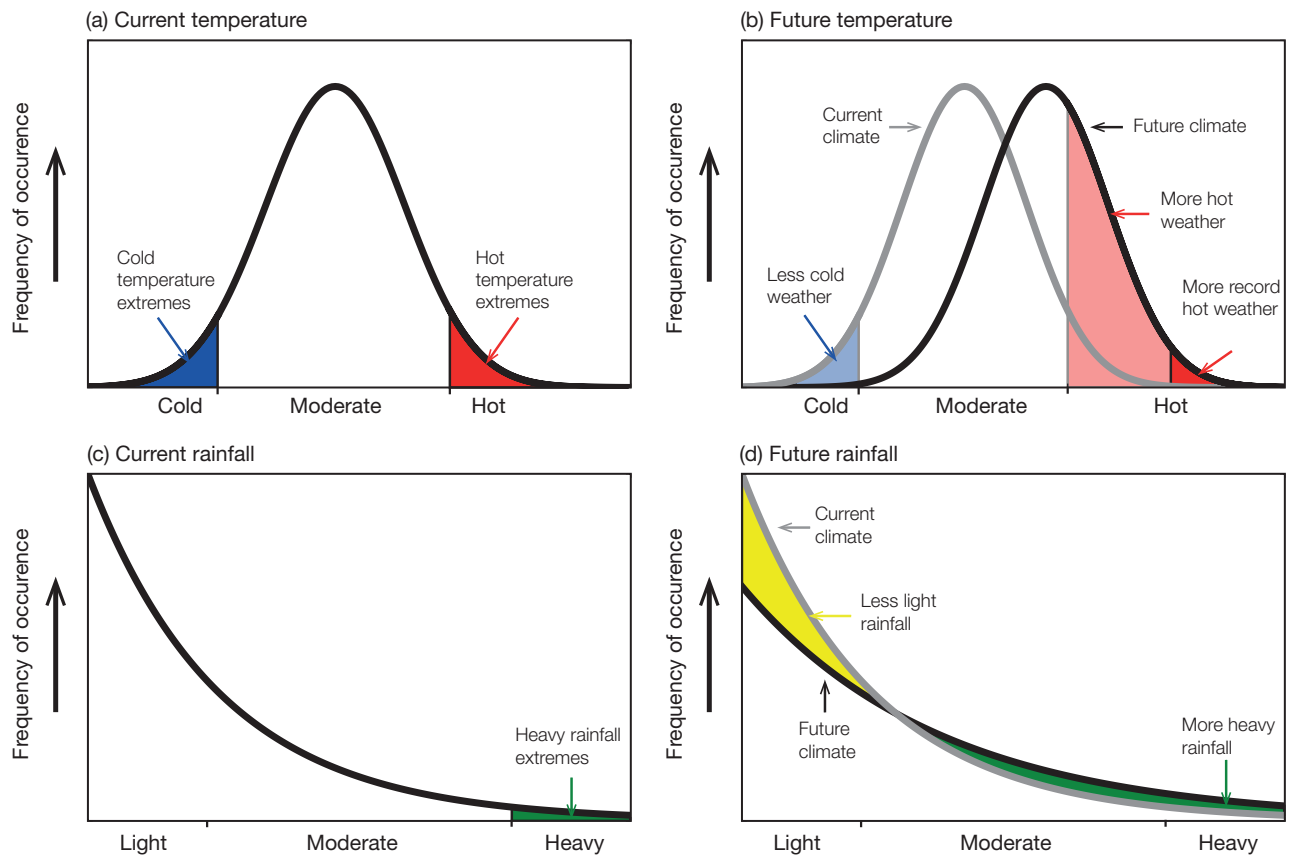 (a) Current temperature
Frequency of occurence
Cold
temperature
extremes
Hot
temperature
extremes
Cold
Moderate
Hot
(b) Future temperature
Frequency of occurence
Current
climate
Future climate
More hot
weather
Less cold
weather
More record
hot weather
Cold
Moderate
Hot
(c) Current rainfall
Frequency of occurence
Heavy rainfall
extremes
Light
Moderate
Heavy
(d) Future rainfall
Frequency of occurence
Current
climate
Less light
rainfall
Future
climate
More heavy
rainfall
Light
Moderate
Heavy